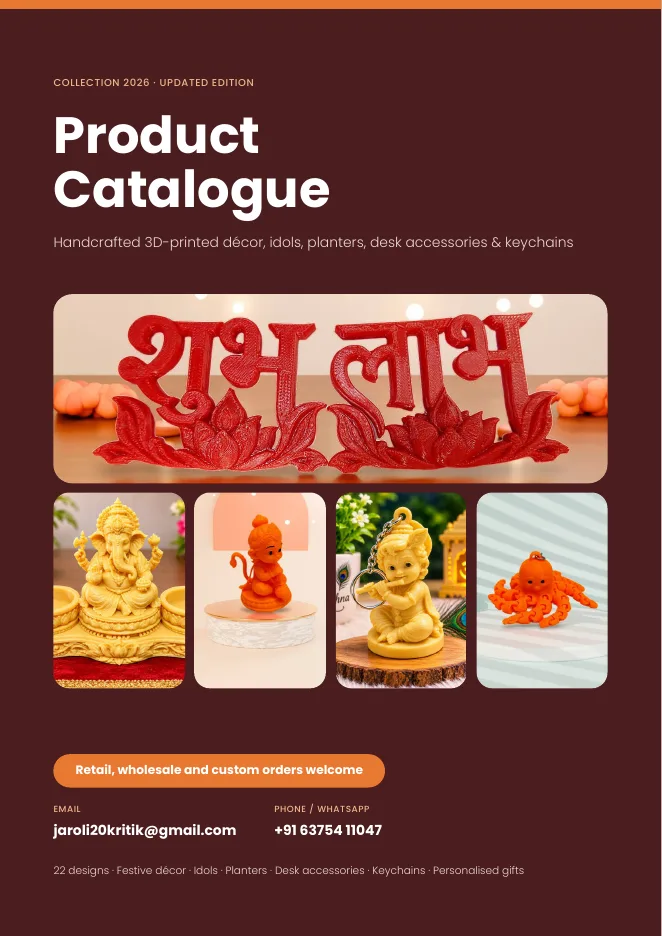 COLLECTION 2026 · UPDATED EDITION
Product
Catalogue
Handcrafted 3D-printed décor, idols, planters, desk accessories & keychains
शुभ लाभ
hna
Retail, wholesale and custom orders welcome
EMAIL
PHONE / WHATSAPP
jaroli20kritik@gmail.com
+91 63754 11047
22 designs · Festive décor · Idols · Planters · Desk accessories · Keychains · Personalised gifts